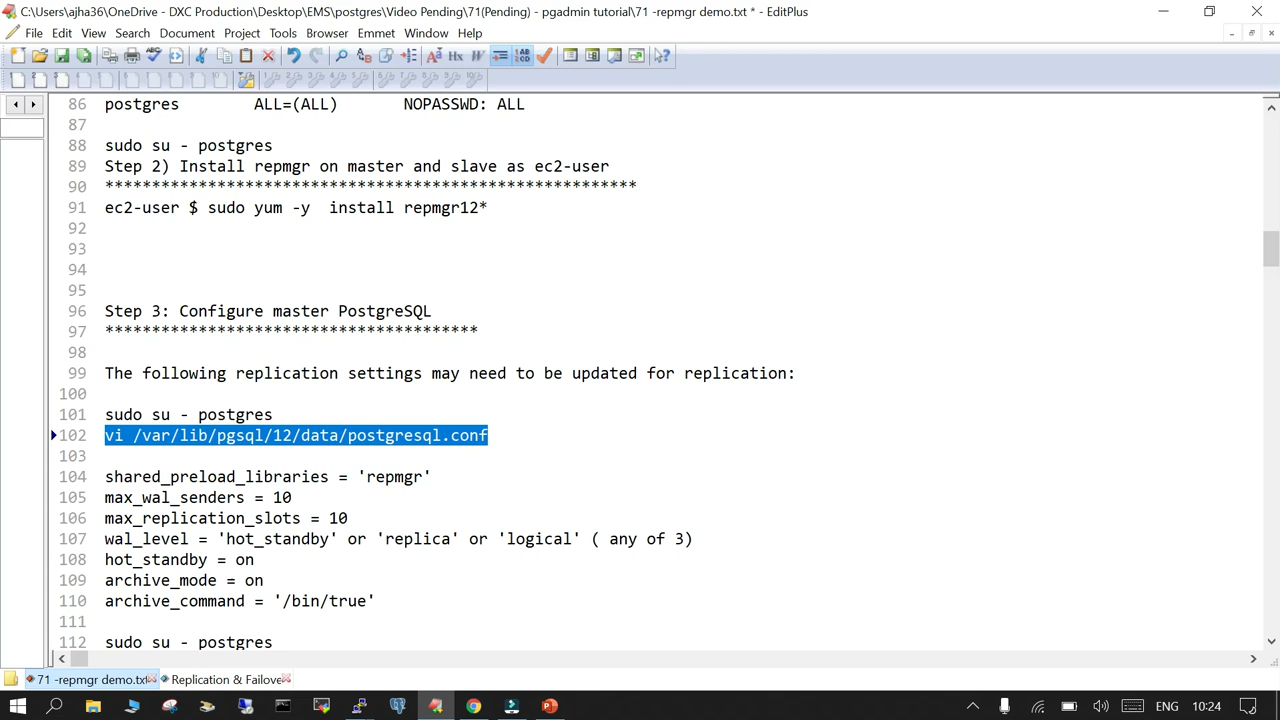 C:\Users\ajha36\OneDrive - DXC Production\Desktop\EMS\postgres\Video Pending\71(Pending) - pgadmin tutorial\71 -repmgr demo.txt * - EditPlus
File Edit View Search Document Project Tools Browser Emmet Window Help
86 postgres ALL=(ALL) NOPASSWD: ALL
87
88 sudo su - postgres
89 Step 2) Install repmgr on master and slave as ec2-user
90 *********************************************************
91 ec2-user $ sudo yum -y  install repmgr12*
92
93
94
95
96 Step 3: Configure master PostgreSQL
97 ****************************************
98
99 The following replication settings may need to be updated for replication:
100
101 sudo su - postgres
102 vi /var/lib/pgsql/12/data/postgresql.conf
103
104 shared_preload_libraries = 'repmgr'
105 max_wal_senders = 10
106 max_replication_slots = 10
107 wal_level = 'hot_standby' or 'replica' or 'logical' ( any of 3)
108 hot_standby = on
109 archive_mode = on
110 archive_command = '/bin/true'
111
112 sudo su - postgres
71 -repmgr demo.txt Replication & Failove
ENG 10:24